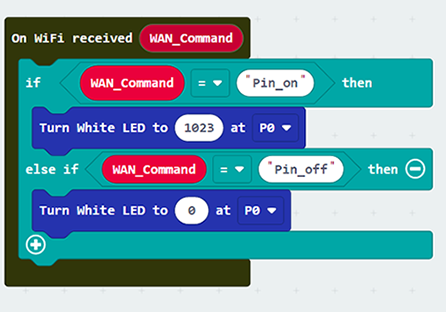 On WiFi received WAN_Command
if WAN_Command = "Pin_on" then
Turn White LED to 1023 at P0
else if WAN_Command = "Pin_off" then
Turn White LED to 0 at P0